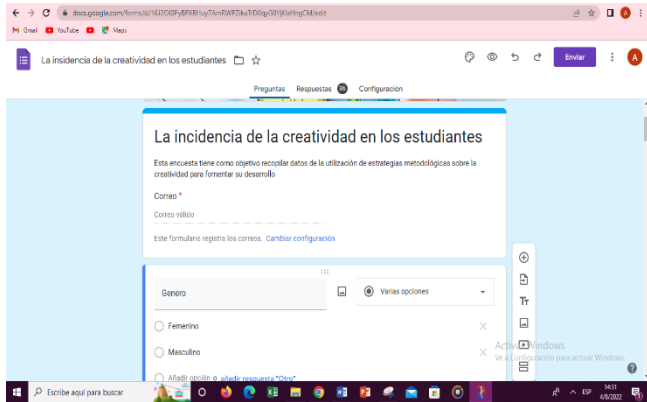 docs.google.com/forms/d/
Gmail YouTube Maps
La insidencia de la creatividad en los estudiantes
Enviar
A
Preguntas Respuestas 36 Configuración
La incidencia de la creatividad en los estudiantes
Esta encuesta tiene como objetivo recopilar datos de la utilización de estrategias metodológicas sobre la
creatividad para fomentar su desarrollo
Correo *
Correo válido
Este formulario registra los correos. Cambiar configuración
Genero
Varias opciones
Femenino
Masculino
Añadir opción o añadir respuesta "Otro"
Tr
Activar Windows
Ve a Configuración para activar Windows.
Escribe aquí para buscar
ESP
14:31
4/8/2022